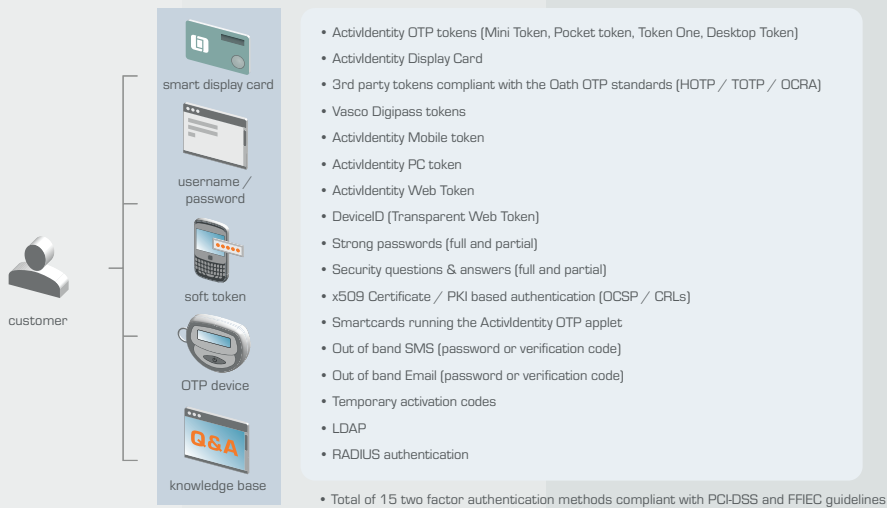 smart display card
username /
password
soft token
customer
OTP device
Q&A
knowledge base
• ActivIdentity OTP tokens (Mini Token, Pocket token, Token One, Desktop Token)
• ActivIdentity Display Card
• 3rd party tokens compliant with the Oath OTP standards (HOTP / TOTP / OCRA)
• Vasco Digipass tokens
• ActivIdentity Mobile token
• ActivIdentity PC token
• ActivIdentity Web Token
• DeviceID (Transparent Web Token)
• Strong passwords (full and partial)
• Security questions & answers (full and partial)
• x509 Certificate / PKI based authentication (OCSP / CRLs)
• Smartcards running the ActivIdentity OTP applet
• Out of band SMS (password or verification code)
• Out of band Email (password or verification code)
• Temporary activation codes
• LDAP
• RADIUS authentication
• Total of 15 two factor authentication methods compliant with PCI-DSS and FFIEC guidelines